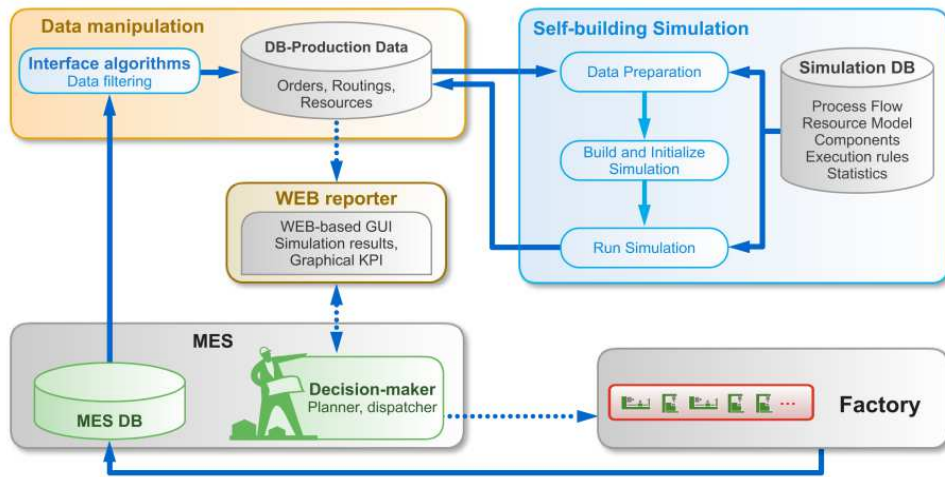 Data manipulation
Interface algorithms
Data filtering
DB-Production Data
Orders, Routings,
Resources
Self-building Simulation
Data Preparation
Build and Initialize
Simulation
Run Simulation
Simulation DB
Process Flow
Resource Model
Components
Execution rules
Statistics
WEB reporter
WEB-based GUI
Simulation results,
Graphical KPI
MES
MES DB
Decision-maker
Planner, dispatcher
...
Factory